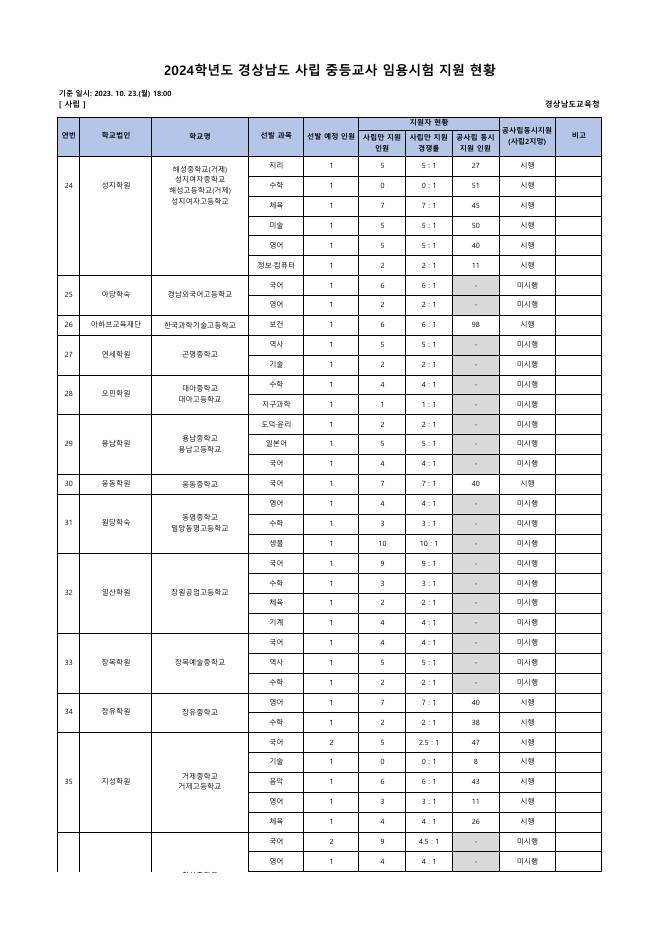 2024학년도 경상남도 사립 중등교사 임용시험 지원 현황
기준 일시: 2023. 10. 23.(월) 18:00
[ 사립 ] 경상남도교육청
연번 학교법인 학교명 선발 과목 선발 예정 인원 지원자 현황 공사립동시지원 (사립2지망) 비고
사립만 지원 인원 사립만 지원 경쟁률 공사립 동시 지원 인원
24 성지학원 해성중학교(거제) 성지여자중학교 해성고등학교(거제) 성지여자고등학교 지리 1 5 5 : 1 27 시행
수학 1 0 0 : 1 51 시행
체육 1 7 7 : 1 45 시행
미술 1 5 5 : 1 50 시행
영어 1 5 5 : 1 40 시행
정보·컴퓨터 1 2 2 : 1 11 시행
25 아당학숙 경남외국어고등학교 국어 1 6 6 : 1 - 미시행
영어 1 2 2 : 1 - 미시행
26 아하브교육재단 한국과학기술고등학교 보건 1 6 6 : 1 98 시행
27 연세학원 곤명중학교 역사 1 5 5 : 1 - 미시행
기술 1 2 2 : 1 - 미시행
28 오민학원 대아중학교 대아고등학교 수학 1 4 4 : 1 - 미시행
지구과학 1 1 1 : 1 - 미시행
29 용남학원 용남중학교 용남고등학교 도덕·윤리 1 2 2 : 1 - 미시행
일본어 1 5 5 : 1 - 미시행
국어 1 4 4 : 1 - 미시행
30 웅동학원 웅동중학교 국어 1 7 7 : 1 40 시행
31 원당학숙 동명중학교 밀양동명고등학교 영어 1 4 4 : 1 - 미시행
수학 1 3 3 : 1 - 미시행
생물 1 10 10 : 1 - 미시행
32 일산학원 창원공업고등학교 국어 1 9 9 : 1 - 미시행
수학 1 3 3 : 1 - 미시행
체육 1 2 2 : 1 - 미시행
기계 1 4 4 : 1 - 미시행
33 장목학원 장목예술중학교 국어 1 4 4 : 1 - 미시행
역사 1 5 5 : 1 - 미시행
수학 1 2 2 : 1 - 미시행
34 장유학원 장유중학교 영어 1 7 7 : 1 40 시행
수학 1 2 2 : 1 38 시행
35 지성학원 거제중학교 거제고등학교 국어 2 5 2.5 : 1 47 시행
기술 1 0 0 : 1 8 시행
음악 1 6 6 : 1 43 시행
영어 1 3 3 : 1 11 시행
체육 1 4 4 : 1 26 시행
국어 2 9 4.5 : 1 - 미시행
영어 1 4 4 : 1 - 미시행